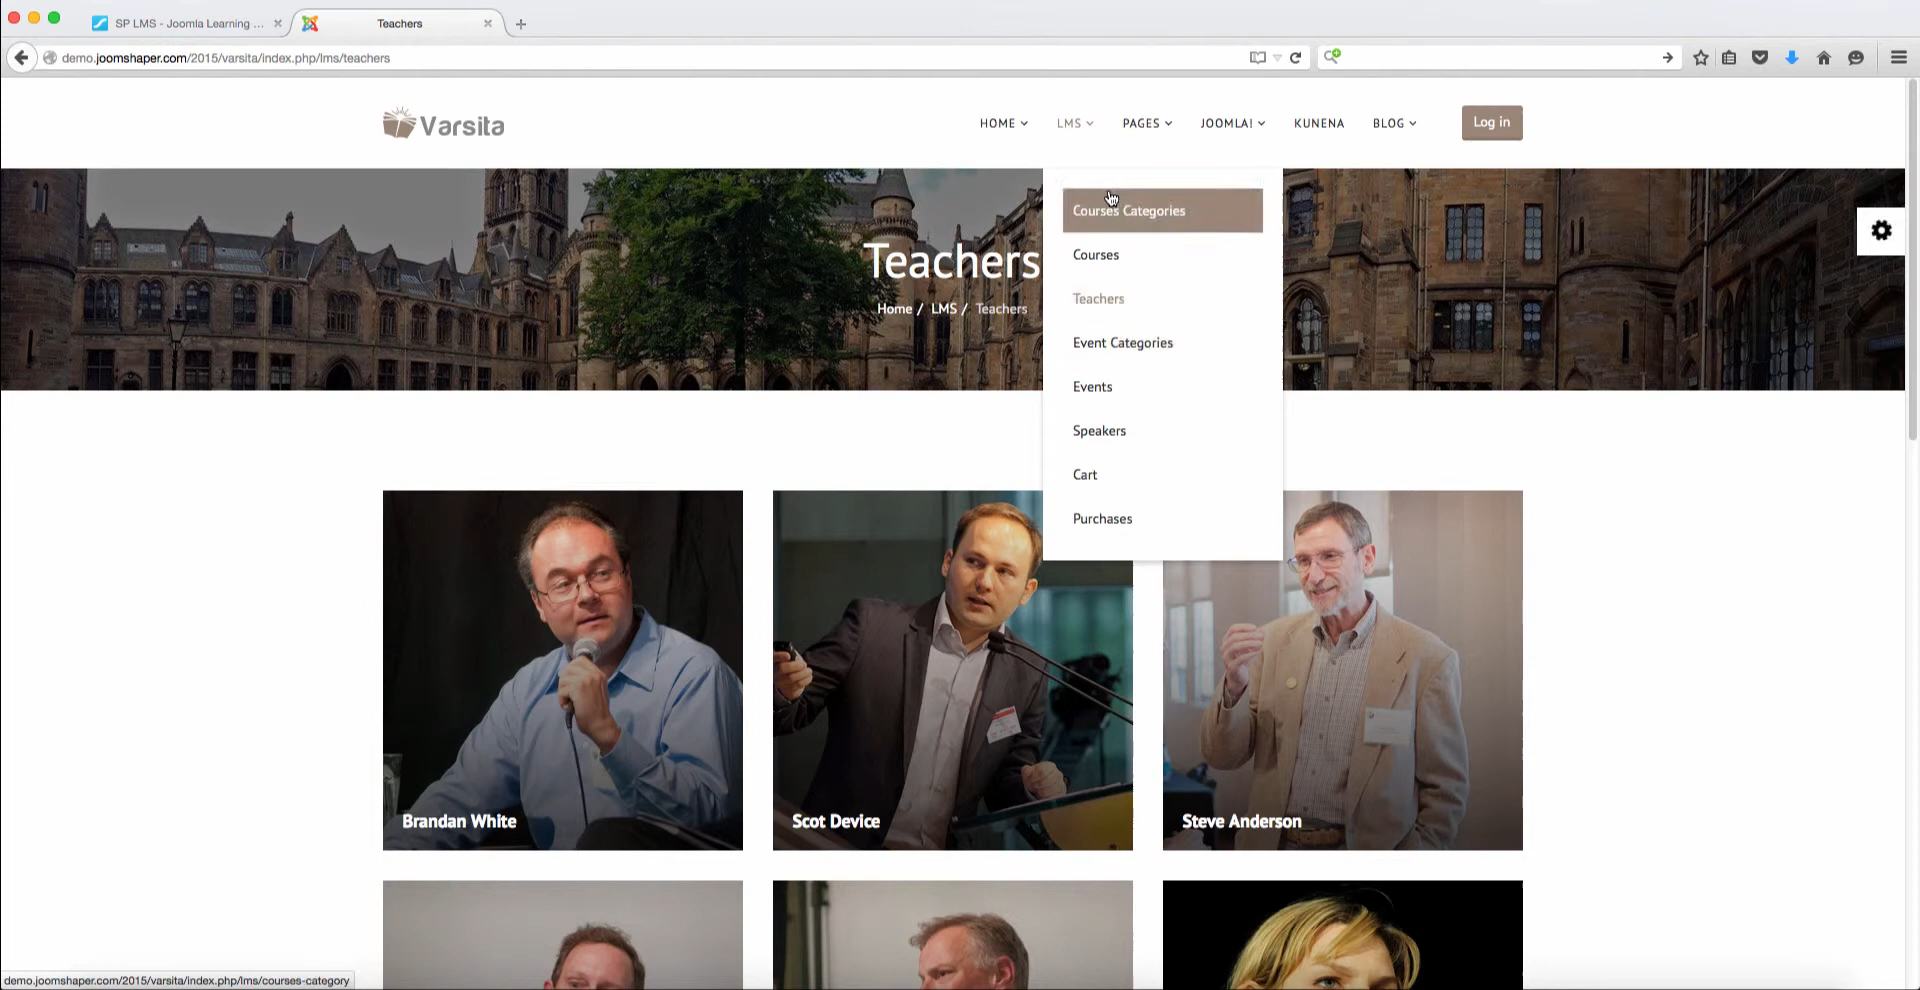 SP LMS - Joomla Learning ...
Teachers
demo.joomshaper.com/2015/varsita/index.php/lms/teachers
Varsita
HOME
LMS
PAGES
JOOMLA!
KUNENA
BLOG
Log in
Courses Categories
Courses
Teachers
Event Categories
Events
Speakers
Cart
Purchases
Teachers
Home / LMS / Teachers
Brandan White
Scot Device
Steve Anderson
demo.joomshaper.com/2015/varsita/index.php/lms/courses-category